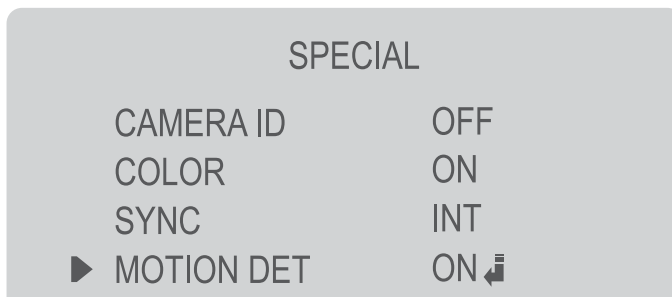 SPECIAL
CAMERA ID OFF
COLOR ON
SYNC INT
MOTION DET ON